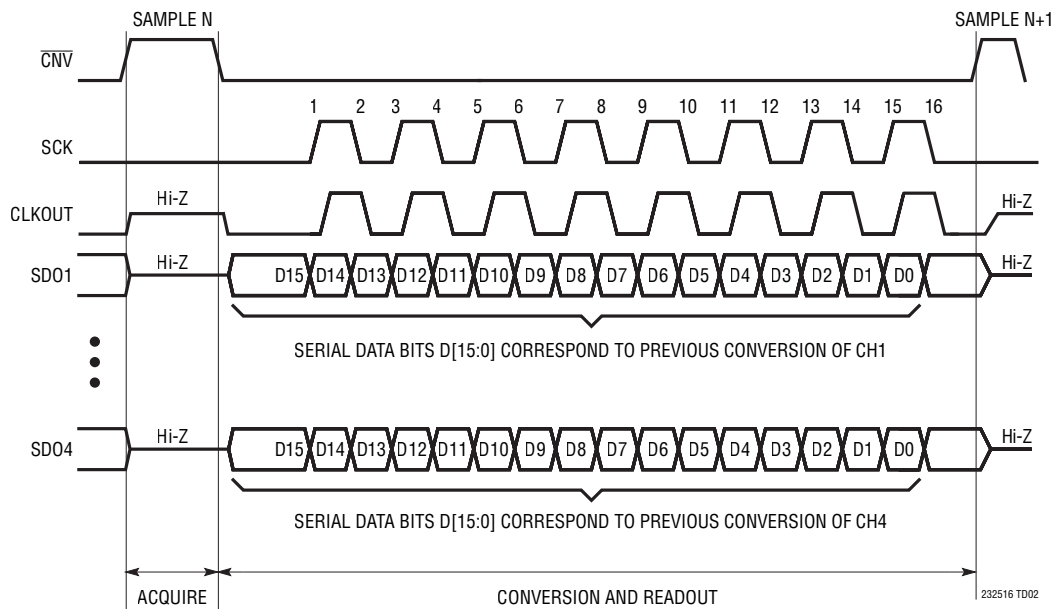 SAMPLE N SAMPLE N+1
CNV
1 2 3 4 5 6 7 8 9 10 11 12 13 14 15 16
SCK
CLKOUT Hi-Z Hi-Z
SDO1 Hi-Z D15 D14 D13 D12 D11 D10 D9 D8 D7 D6 D5 D4 D3 D2 D1 D0 Hi-Z
SERIAL DATA BITS D[15:0] CORRESPOND TO PREVIOUS CONVERSION OF CH1
SDO4 Hi-Z D15 D14 D13 D12 D11 D10 D9 D8 D7 D6 D5 D4 D3 D2 D1 D0 Hi-Z
SERIAL DATA BITS D[15:0] CORRESPOND TO PREVIOUS CONVERSION OF CH4
ACQUIRE CONVERSION AND READOUT 232516 TD02